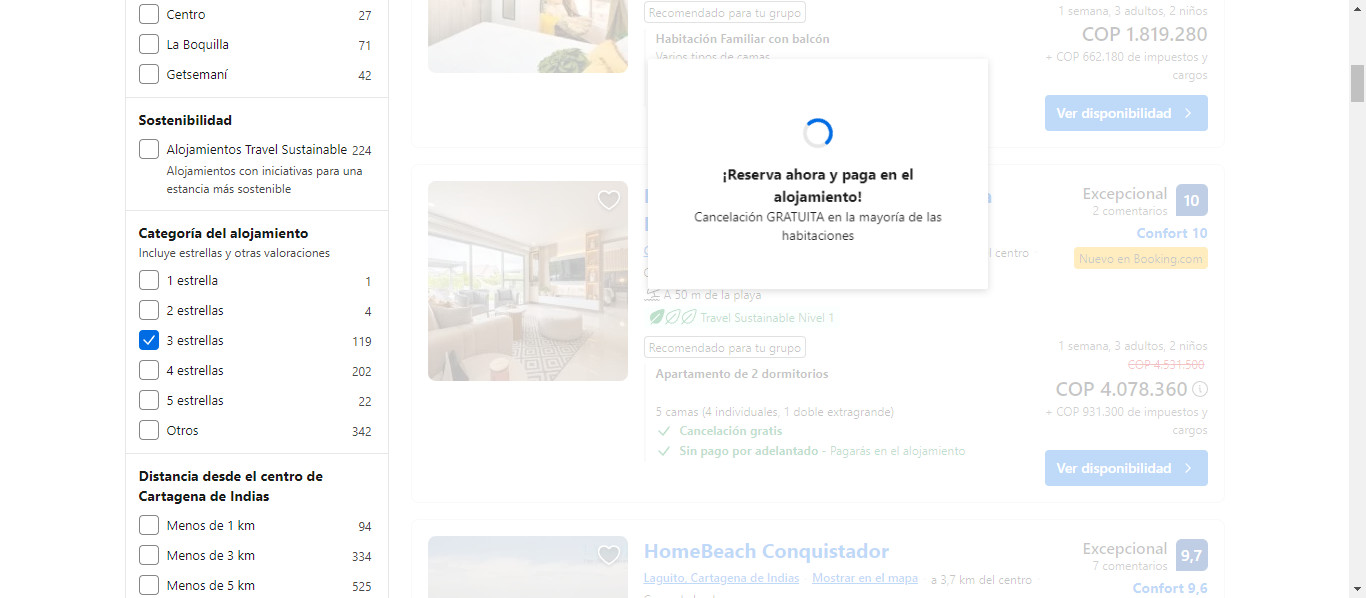 Centro 27
La Boquilla 71
Getsemaní 42
Sostenibilidad
Alojamientos Travel Sustainable 224
Alojamientos con iniciativas para una
estancia más sostenible
Categoría del alojamiento
Incluye estrellas y otras valoraciones
1 estrella 1
2 estrellas 4
3 estrellas 119
4 estrellas 202
5 estrellas 22
Otros 342
Distancia desde el centro de
Cartagena de Indias
Menos de 1 km 94
Menos de 3 km 334
Menos de 5 km 525
Recomendado para tu grupo
Habitación Familiar con balcón
Varios tipos de camas
1 semana, 3 adultos, 2 niños
COP 1.819.280
+ COP 662.180 de impuestos y
cargos
Ver disponibilidad
¡Reserva ahora y paga en el
alojamiento!
Cancelación GRATUITA en la mayoría de las
habitaciones
Excepcional 10
2 comentarios
Confort 10
l centro
Nuevo en Booking.com
A 50 m de la playa
Travel Sustainable Nivel 1
Recomendado para tu grupo
Apartamento de 2 dormitorios
5 camas (4 individuales, 1 doble extragrande)
Cancelación gratis
Sin pago por adelantado - Pagarás en el alojamiento
1 semana, 3 adultos, 2 niños
COP 4.531.500
COP 4.078.360
+ COP 931.300 de impuestos y
cargos
Ver disponibilidad
HomeBeach Conquistador
Laguito, Cartagena de Indias Mostrar en el mapa a 3,7 km del centro
Excepcional 9,7
7 comentarios
Confort 9,6